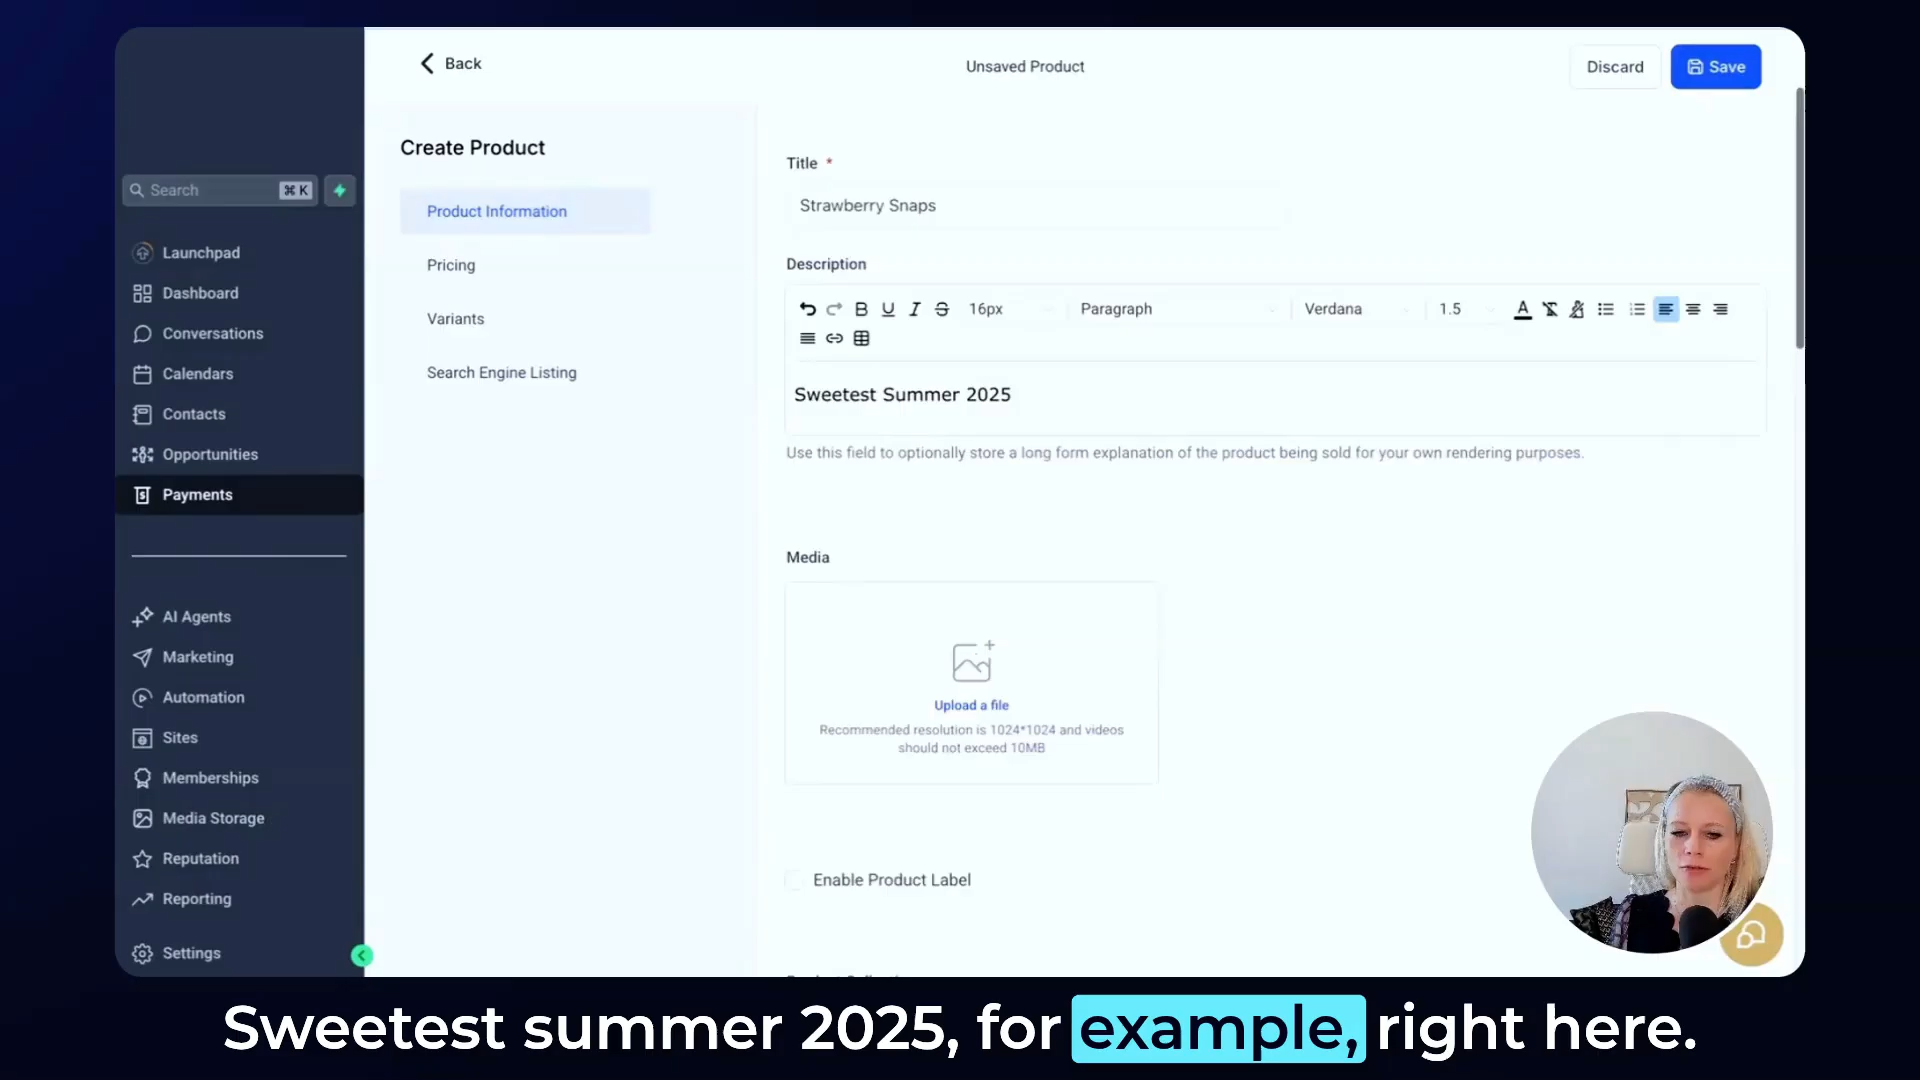 Back
Unsaved Product
Discard
Save
Search
⌘ K
Launchpad
Dashboard
Conversations
Calendars
Contacts
Opportunities
Payments
AI Agents
Marketing
Automation
Sites
Memberships
Media Storage
Reputation
Reporting
Settings
Create Product
Product Information
Pricing
Variants
Search Engine Listing
Title *
Strawberry Snaps
Description
16px Paragraph Verdana 1.5
Sweetest Summer 2025
Use this field to optionally store a long form explanation of the product being sold for your own rendering purposes.
Media
Upload a file
Recommended resolution is 1024*1024 and videos
should not exceed 10MB
Enable Product Label
Sweetest summer 2025, for example, right here.